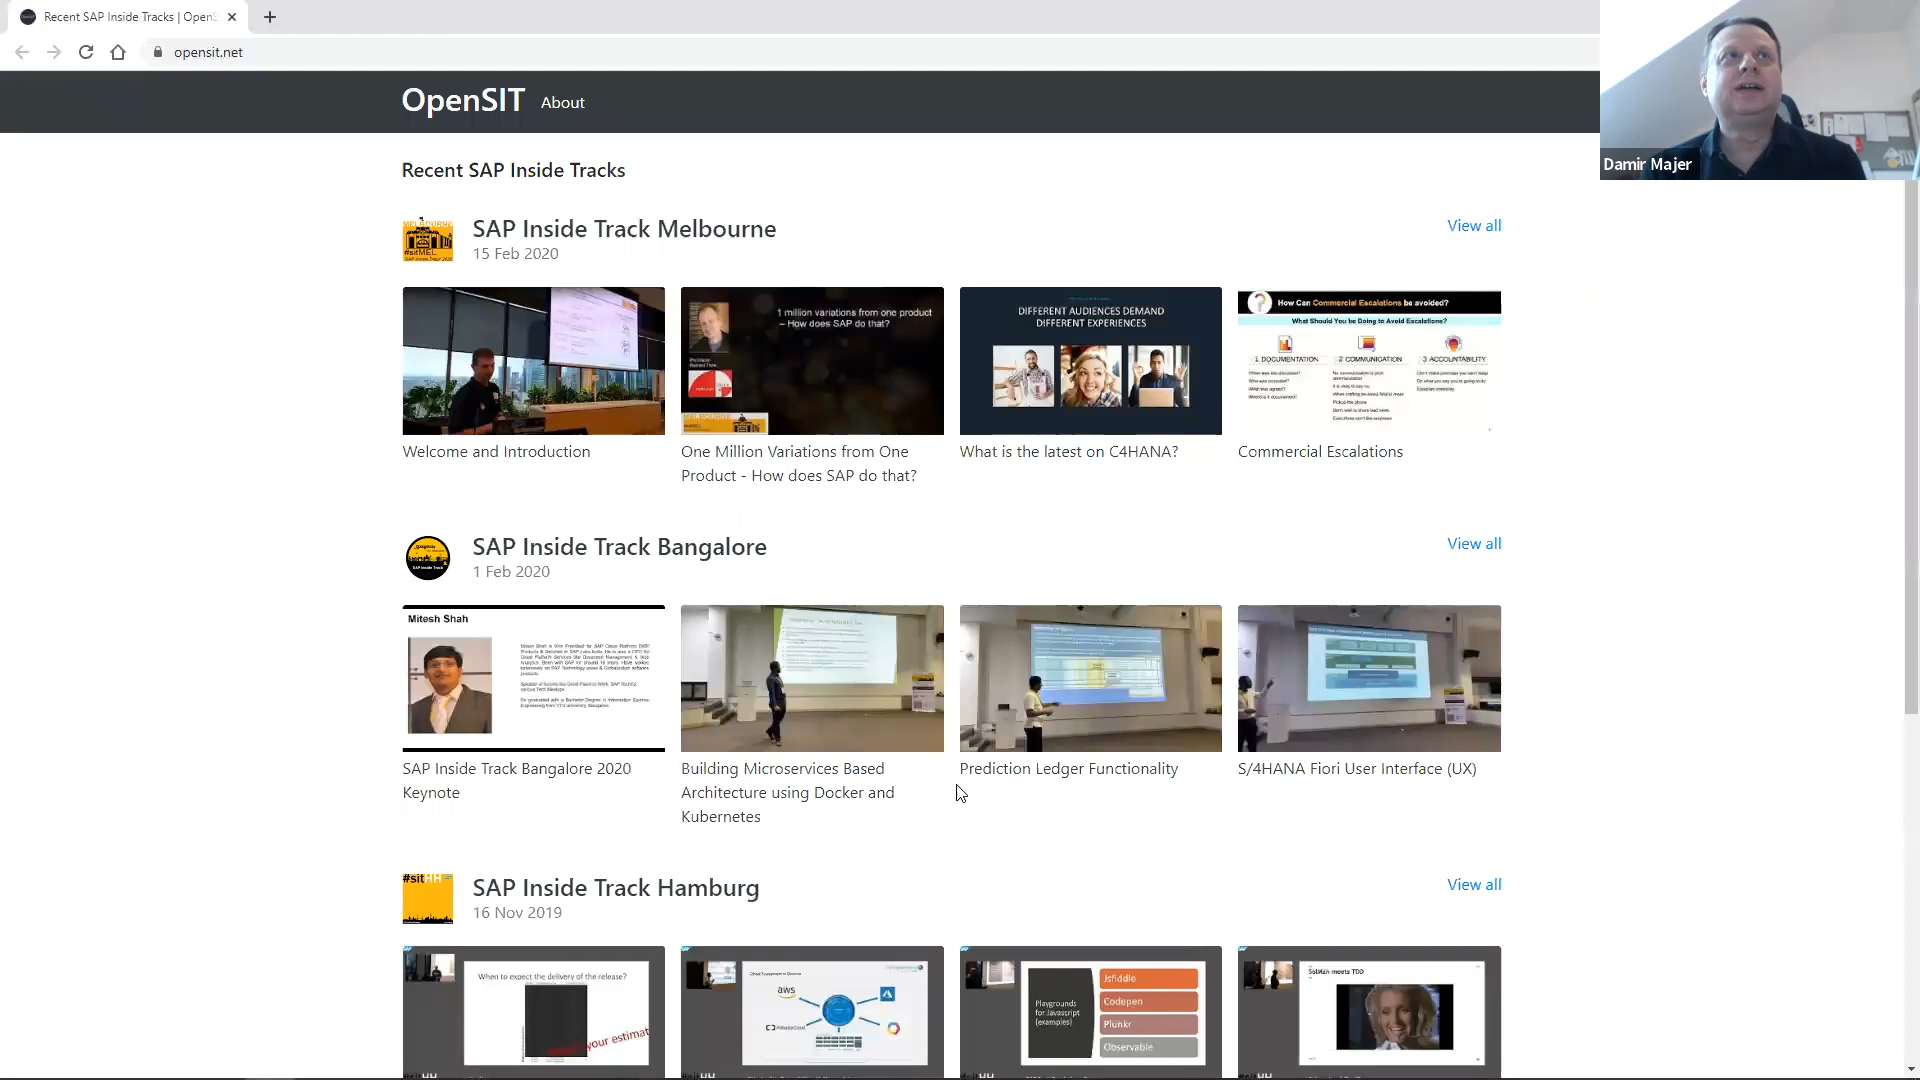 Recent SAP Inside Tracks | OpenS
opensit.net
OpenSIT About
Damir Majer
Recent SAP Inside Tracks
SAP Inside Track Melbourne
View all
15 Feb 2020
#sitMEL
1 million variations from one product
– How does SAP do that?
DIFFERENT AUDIENCES DEMAND
DIFFERENT EXPERIENCES
How Can Commercial Escalations be avoided?
What Should You be Doing to Avoid Escalations?
1 DOCUMENTATION 2 COMMUNICATION 3 ACCOUNTABILITY
Welcome and Introduction
One Million Variations from One
Product - How does SAP do that?
What is the latest on C4HANA?
Commercial Escalations
SAP Inside Track Bangalore
View all
1 Feb 2020
Mitesh Shah
SAP Inside Track Bangalore 2020
Keynote
Building Microservices Based
Architecture using Docker and
Kubernetes
Prediction Ledger Functionality
S/4HANA Fiori User Interface (UX)
#sitHH
SAP Inside Track Hamburg
View all
16 Nov 2019
When to expect the delivery of the release?
your estimat
aws
Playgrounds
for Javascript
(examples)
Jsfiddle
Codepen
Plunkr
Observable
SolMan meets TDD